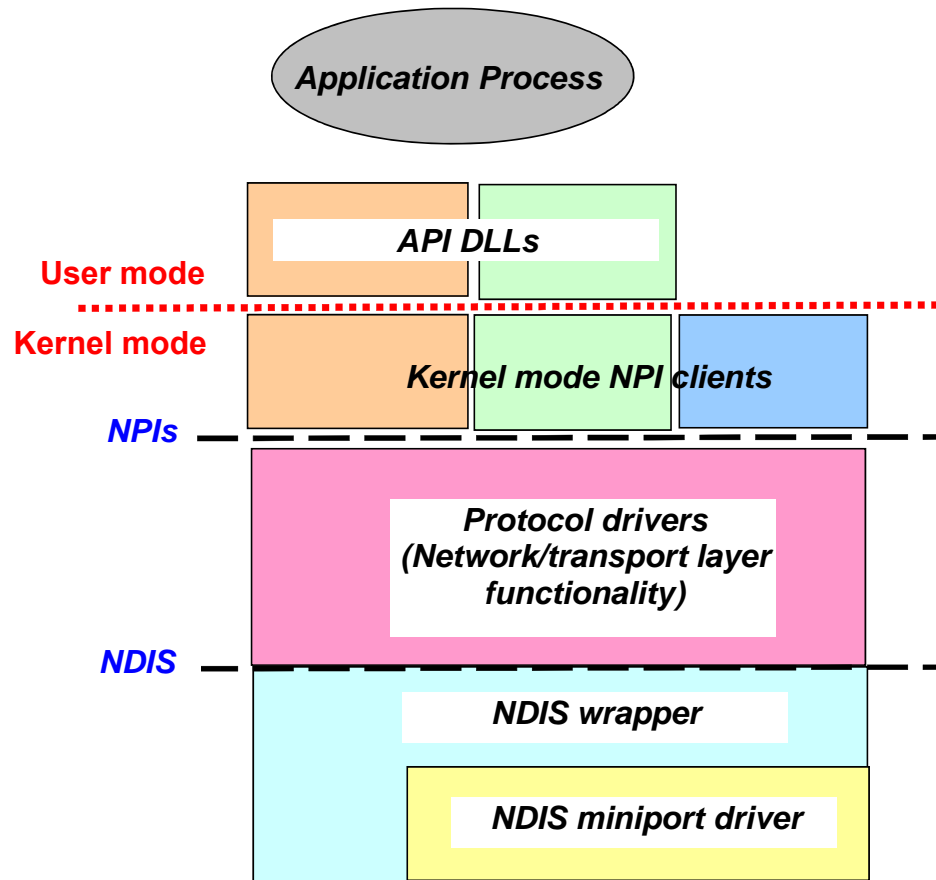 Application Process
API DLLs
User mode
Kernel mode
Kernel mode NPI clients
NPIs
Protocol drivers
(Network/transport layer
functionality)
NDIS
NDIS wrapper
NDIS miniport driver